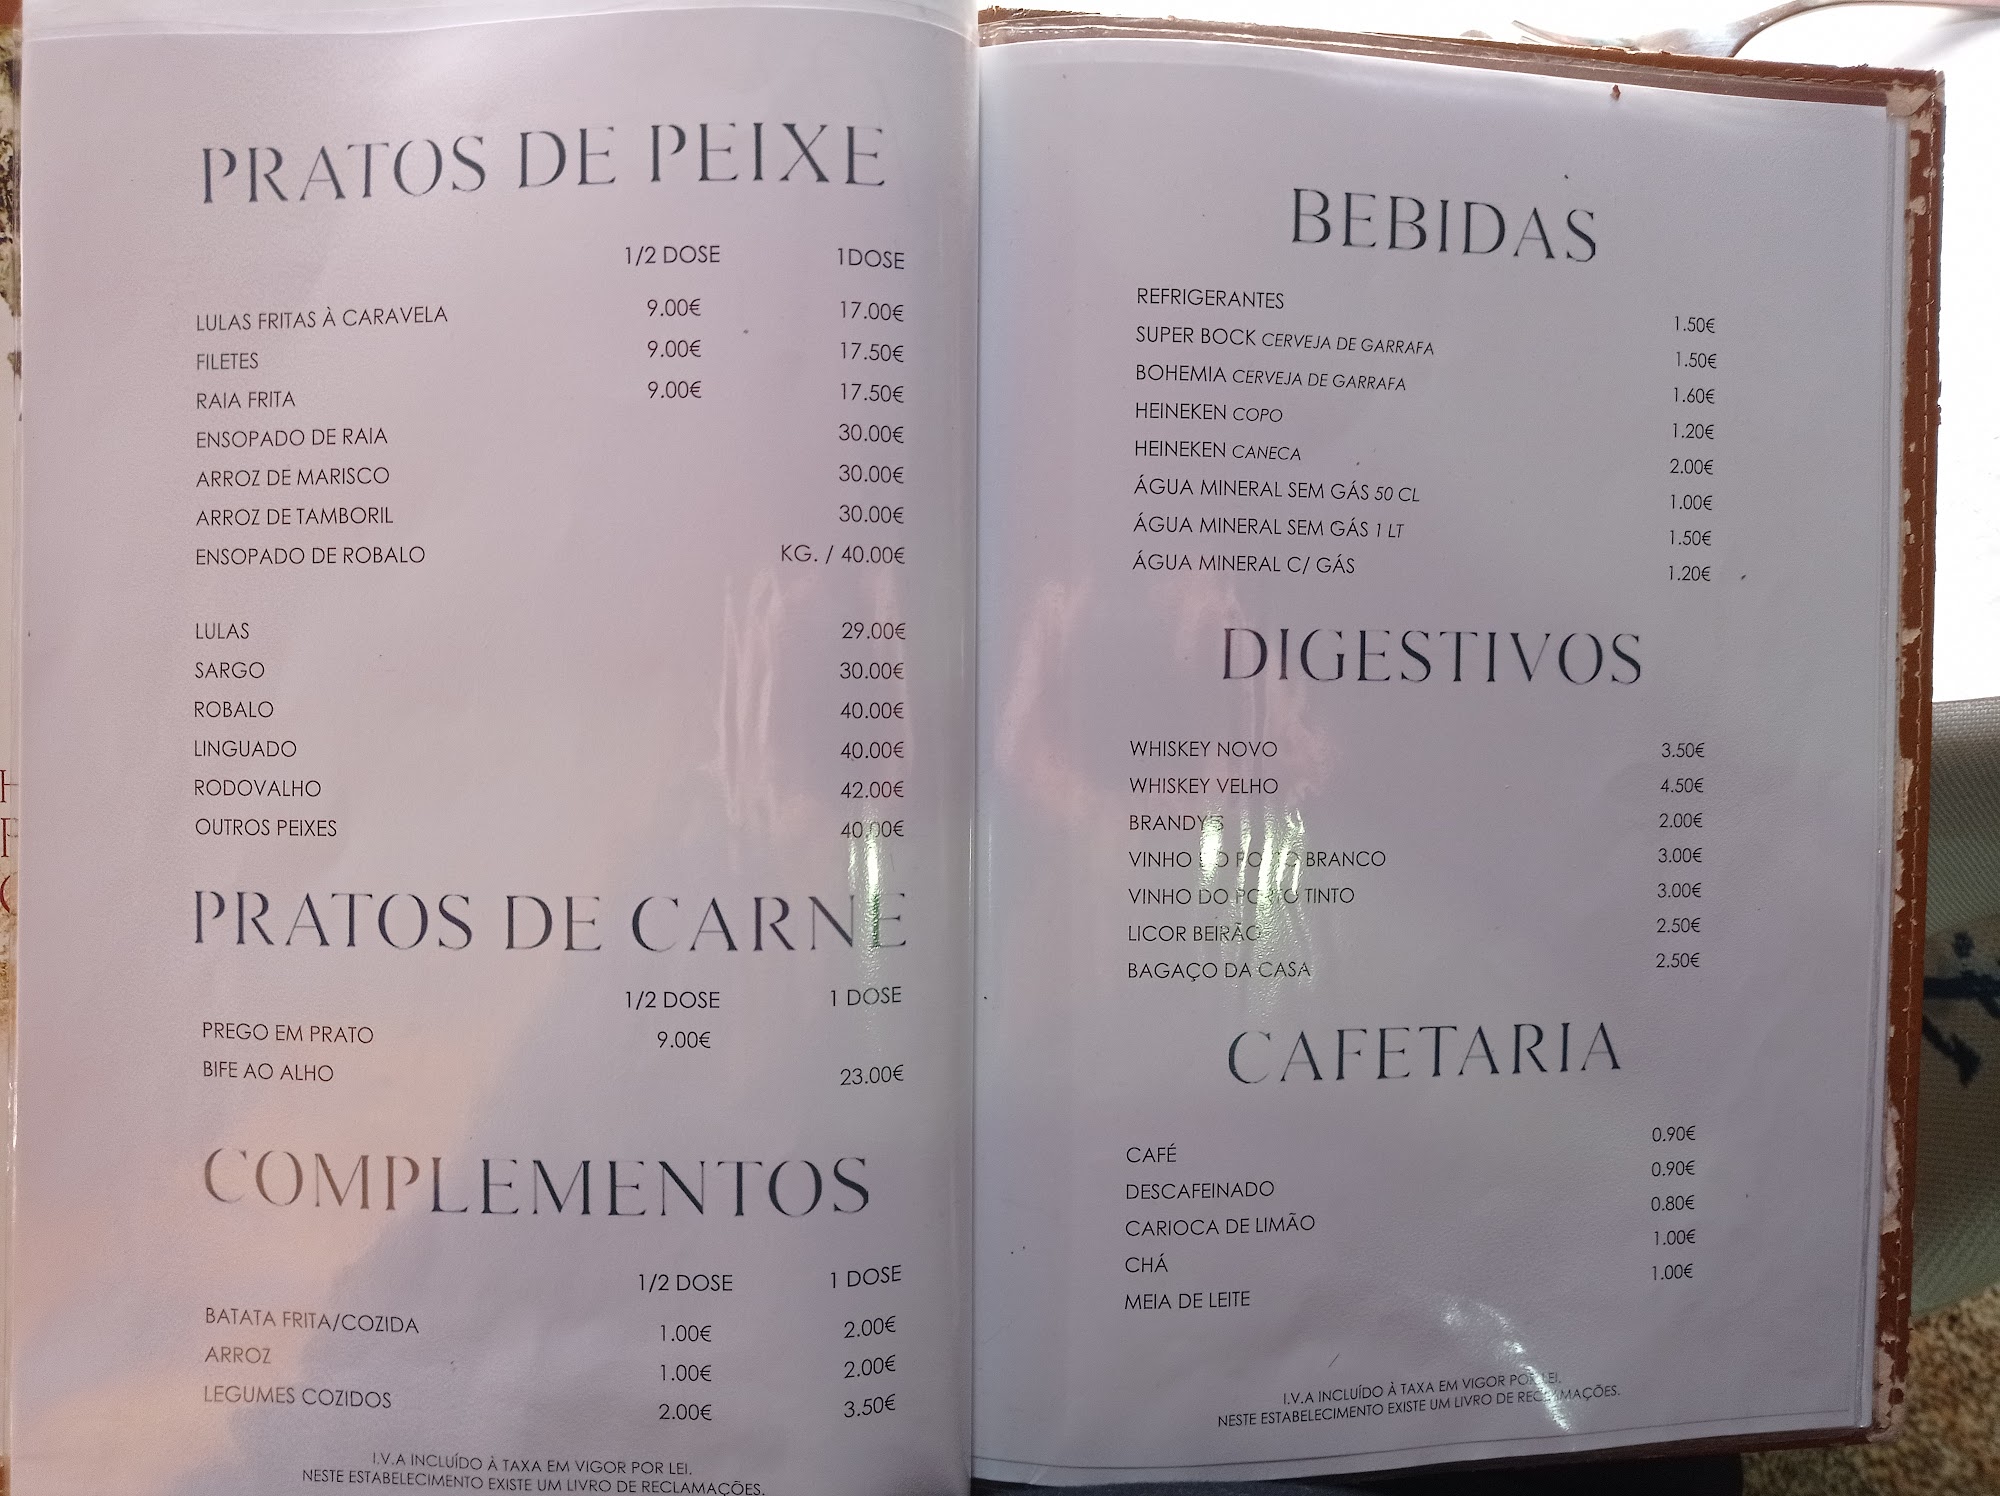 PRATOS DE PEIXE
1/2 DOSE 1DOSE
LULAS FRITAS À CARAVELA 9.00€ 17.00€
FILETES 9.00€ 17.50€
RAIA FRITA 9.00€ 17.50€
ENSOPADO DE RAIA 30.00€
ARROZ DE MARISCO 30.00€
ARROZ DE TAMBORIL 30.00€
ENSOPADO DE ROBALO KG. / 40.00€
LULAS 29.00€
SARGO 30.00€
ROBALO 40.00€
LINGUADO 40.00€
RODOVALHO 42.00€
OUTROS PEIXES 40.00€
PRATOS DE CARNE
1/2 DOSE 1 DOSE
PREGO EM PRATO 9.00€
BIFE AO ALHO 23.00€
COMPLEMENTOS
1/2 DOSE 1 DOSE
BATATA FRITA/COZIDA 1.00€ 2.00€
ARROZ 1.00€ 2.00€
LEGUMES COZIDOS 2.00€ 3.50€
I.V.A INCLUÍDO À TAXA EM VIGOR POR LEI.
NESTE ESTABELECIMENTO EXISTE UM LIVRO DE RECLAMAÇÕES.
BEBIDAS
REFRIGERANTES 1.50€
SUPER BOCK CERVEJA DE GARRAFA 1.50€
BOHEMIA CERVEJA DE GARRAFA 1.60€
HEINEKEN COPO 1.20€
HEINEKEN CANECA 2.00€
ÁGUA MINERAL SEM GÁS 50 CL 1.00€
ÁGUA MINERAL SEM GÁS 1 LT 1.50€
ÁGUA MINERAL C/ GÁS 1.20€
DIGESTIVOS
WHISKEY NOVO 3.50€
WHISKEY VELHO 4.50€
BRANDY'S 2.00€
VINHO DO PORTO BRANCO 3.00€
VINHO DO PORTO TINTO 3.00€
LICOR BEIRÃO 2.50€
BAGAÇO DA CASA 2.50€
CAFETARIA
CAFÉ 0.90€
DESCAFEINADO 0.90€
CARIOCA DE LIMÃO 0.80€
CHÁ 1.00€
MEIA DE LEITE 1.00€
I.V.A INCLUÍDO À TAXA EM VIGOR POR LEI.
NESTE ESTABELECIMENTO EXISTE UM LIVRO DE RECLAMAÇÕES.